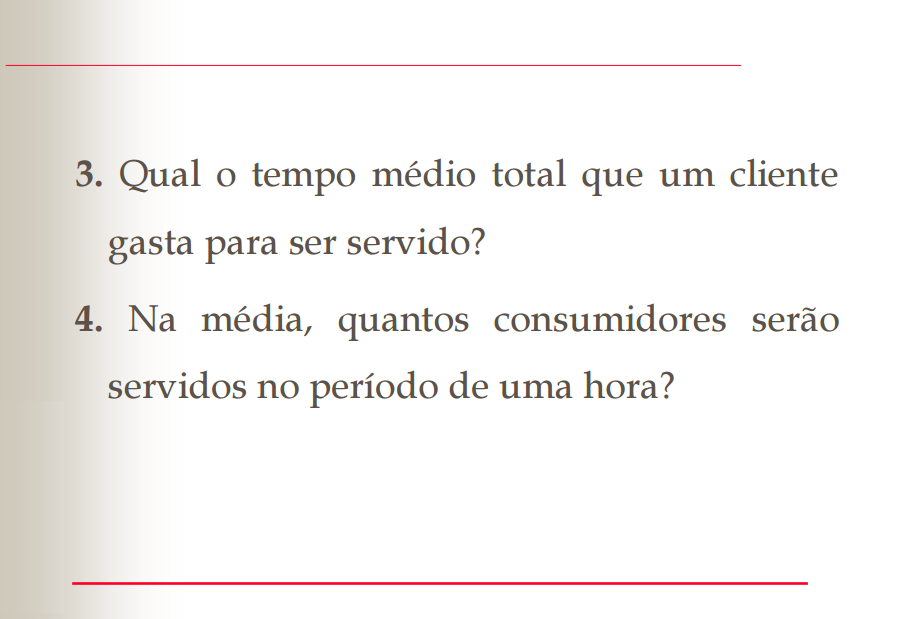 3. Qual o tempo médio total que um cliente
gasta para ser servido?
4. Na média, quantos consumidores serão
servidos no período de uma hora?